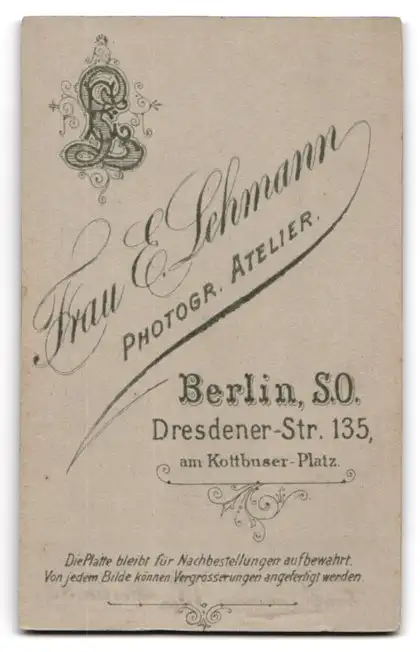 EL
Frau E. Lehmann
PHOTOGR. ATELIER.
Berlin, S.O.
Dresdener-Str. 135,
am Kottbuser-Platz.
Die Platte bleibt für Nachbestellungen aufbewahrt.
Von jedem Bilde können Vergrösserungen angefertigt werden.